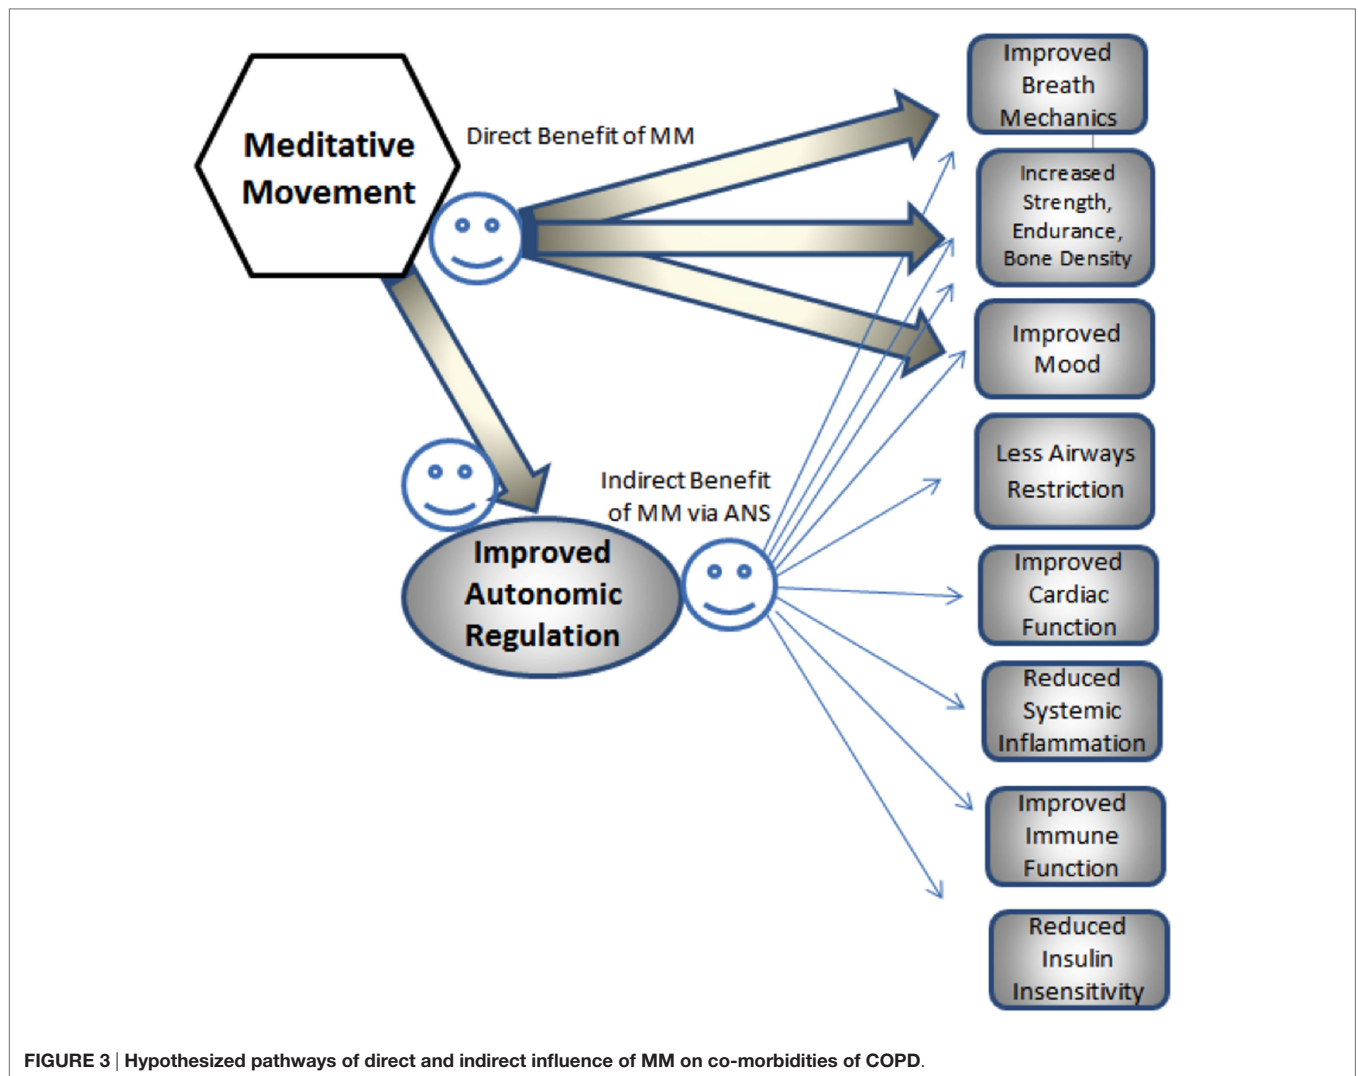 Meditative
Movement
Direct Benefit of MM
Improved
Breath
Mechanics
Increased
Strength,
Endurance,
Bone Density
Improved
Mood
Less Airways
Restriction
Indirect Benefit
of MM via ANS
Improved
Autonomic
Regulation
Improved
Cardiac
Function
Reduced
Systemic
Inflammation
Improved
Immune
Function
Reduced
Insulin
Insensitivity
FIGURE 3 | Hypothesized pathways of direct and indirect influence of MM on co-morbidities of COPD.